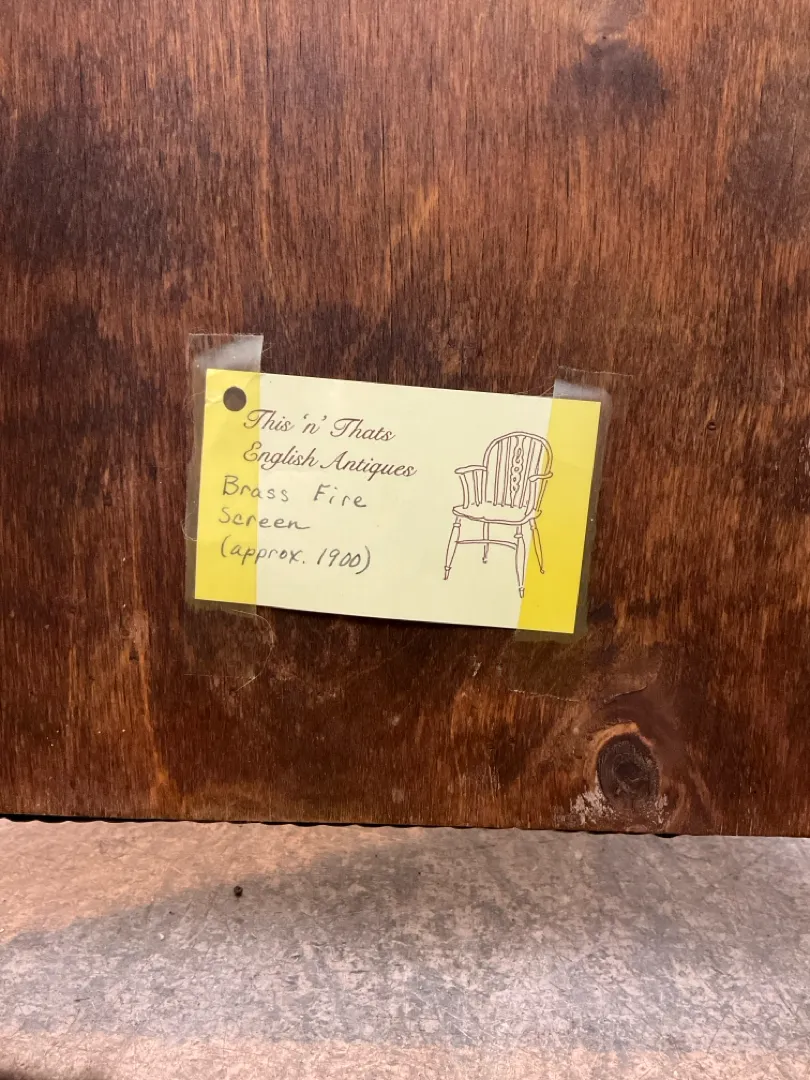 This 'n' Thats
English Antiques
Brass Fire
Screen
(approx. 1900)